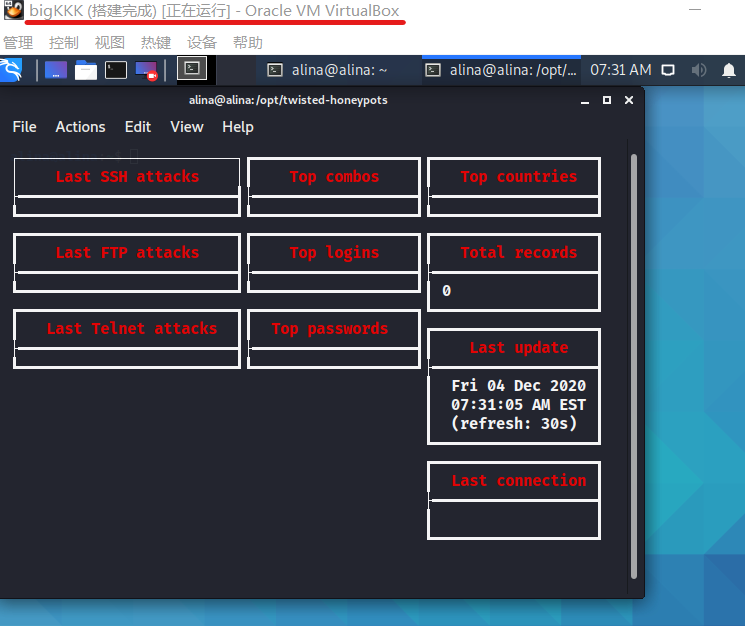 bigKKK (搭建完成) [正在运行] - Oracle VM VirtualBox
管理 控制 视图 热键 设备 帮助
alina@alina: ~ alina@alina: /opt/... 07:31 AM
alina@alina:/opt/twisted-honeypots
File Actions Edit View Help
Last SSH attacks Top combos Top countries
Last FTP attacks Top logins Total records
0
Last Telnet attacks Top passwords
Last update
Fri 04 Dec 2020
07:31:05 AM EST
(refresh: 30s)
Last connection